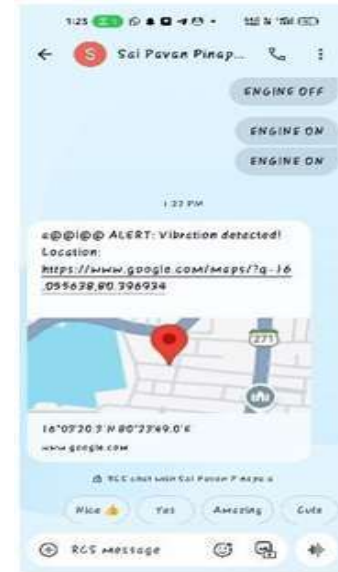 1:25
Sai Pavan Pinap...
ENGINE OFF
ENGINE ON
ENGINE ON
1:22 PM
ALERT: Vibration detected!
Location:
https://www.google.com/maps/?q=16
.055638,80.396934
271
16°03'20.3"N 80°23'49.0"E
www.google.com
RCS chat with Sai Pavan
Nice 👍 Yes Amazing Cute
RCS message